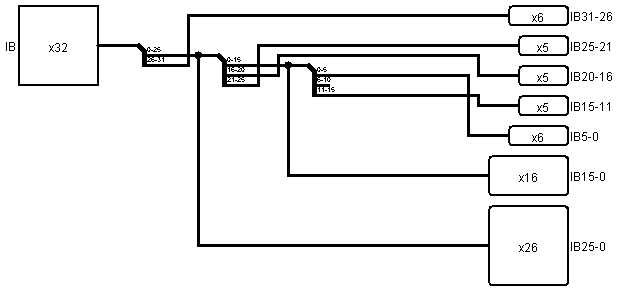 x6 IB31-26
IB x32
x5 IB25-21
0-25
26-31
0-15
16-20
21-25
x5 IB20-16
0-5
6-10
11-15
x5 IB15-11
x6 IB5-0
x16 IB15-0
x26 IB25-0